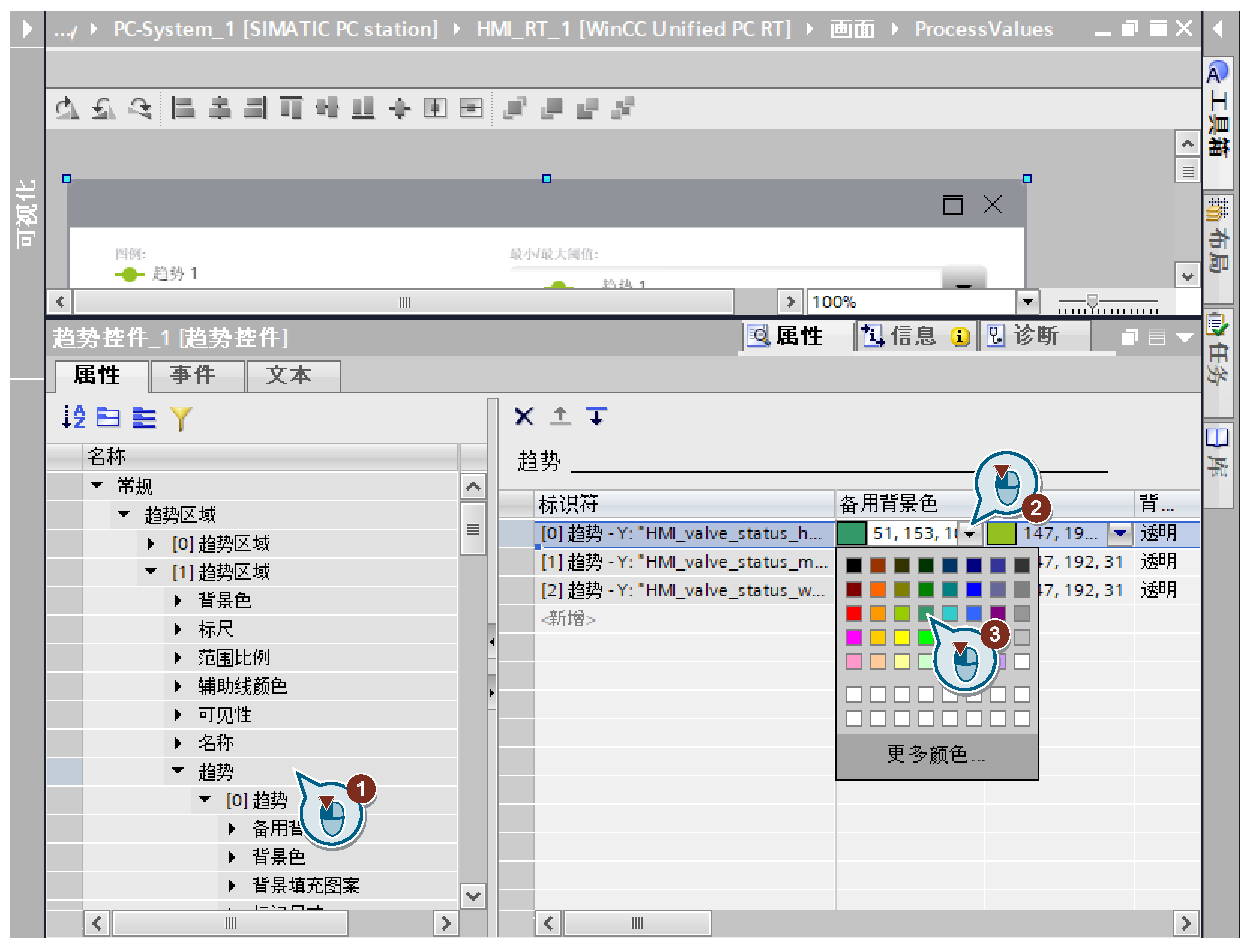 .../ ▸ PC-System_1 [SIMATIC PC station] ▸ HMI_RT_1 [WinCC Unified PC RT] ▸ 画面 ▸ ProcessValues
可视化
工具箱
布局
任务
库
图例:
趋势 1
最小/最大阈值:
趋势 1
100%
趋势控件_1 [趋势控件]
属性
信息
诊断
属性
事件
文本
名称
常规
趋势区域
[0] 趋势区域
[1] 趋势区域
背景色
标尺
范围比例
辅助线颜色
可见性
名称
趋势
[0] 趋势
备用背
背景色
背景填充图案
1
趋势
标识符 备用背景色 背...
[0] 趋势 - Y: "HMI_valve_status_h... 51, 153, 1 147, 19... 透明
[1] 趋势 - Y: "HMI_valve_status_m... 47, 192, 31 透明
[2] 趋势 - Y: "HMI_valve_status_w... 47, 192, 31 透明
<新增>
2
3
更多颜色...